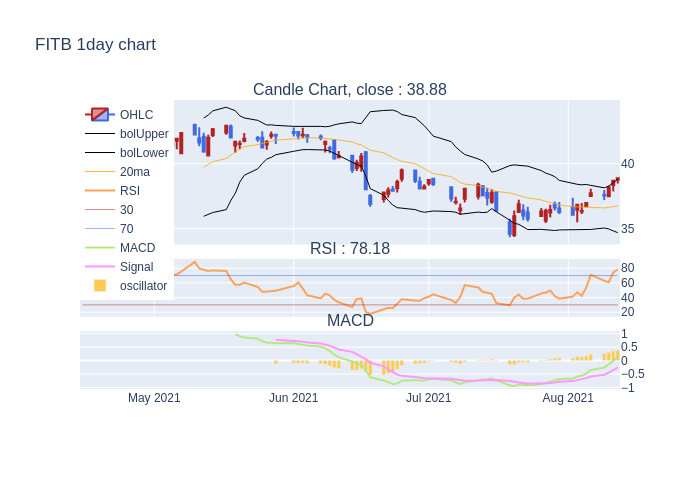 FITB 1day chart
Candle Chart, close : 38.88
OHLC
bolUpper
bolLower
20ma
RSI
30
70
MACD
Signal
oscillator
40
35
RSI : 78.18
80
60
40
20
MACD
1
0.5
0
−0.5
−1
May 2021
Jun 2021
Jul 2021
Aug 2021